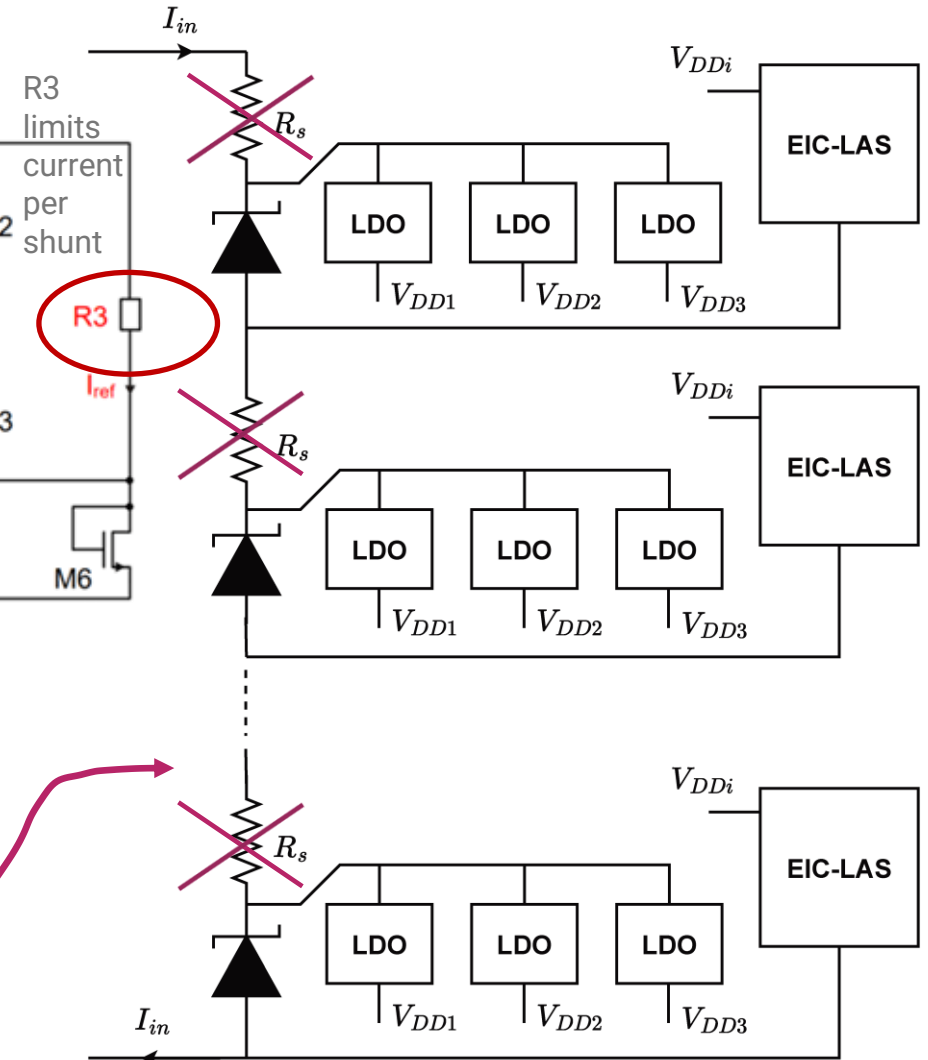 I_in
R3
limits
current
per
shunt
2
R3
I_ref
3
M6
R_s
V_DDi
EIC-LAS
LDO LDO LDO
V_DD1 V_DD2 V_DD3
R_s
V_DDi
EIC-LAS
LDO LDO LDO
V_DD1 V_DD2 V_DD3
R_s
V_DDi
EIC-LAS
LDO LDO LDO
V_DD1 V_DD2 V_DD3
I_in